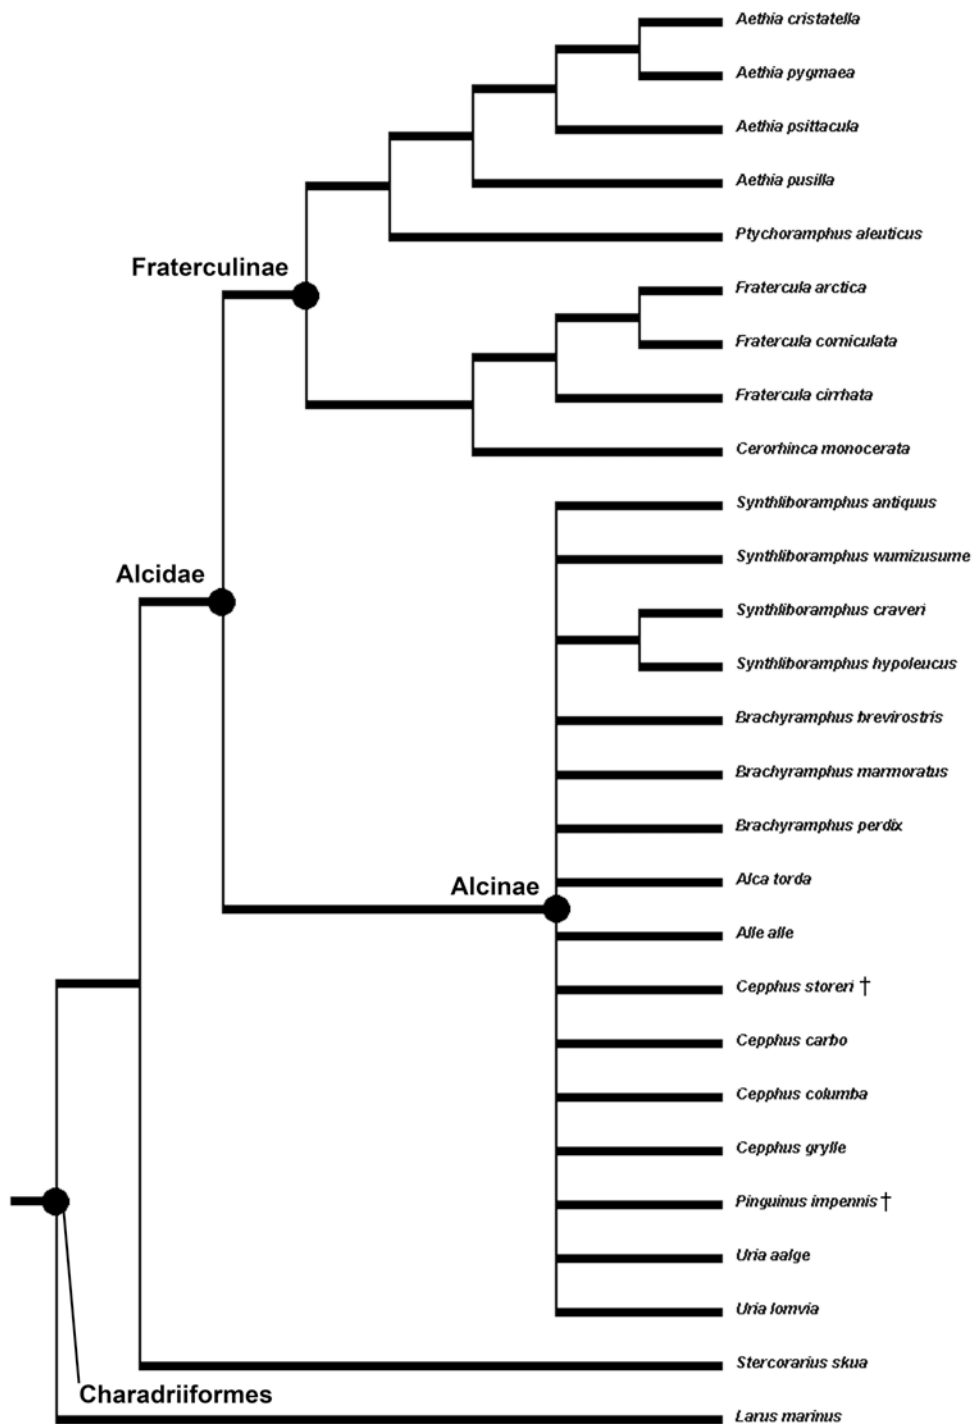 Aethia cristatella
Aethia pygmaea
Aethia psittacula
Aethia pusilla
Ptychoramphus aleuticus
Fraterculinae
Fratercula arctica
Fratercula corniculata
Fratercula cirrhata
Cerorhinca monocerata
Synthliboramphus antiquus
Synthliboramphus wumizusume
Alcidae
Synthliboramphus craveri
Synthliboramphus hypoleucus
Brachyramphus brevirostris
Brachyramphus marmoratus
Brachyramphus perdix
Alcinae
Alca torda
Alle alle
Cepphus storeri †
Cepphus carbo
Cepphus columba
Cepphus grylle
Pinguinus impennis †
Uria aalge
Uria lomvia
Stercorarius skua
Charadriiformes
Larus marinus